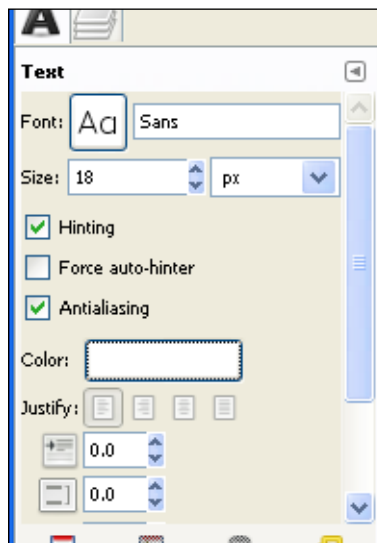 A
Text
Font: Aa Sans
Size: 18 px
Hinting
Force auto-hinter
Antialiasing
Color:
Justify:
0.0
0.0